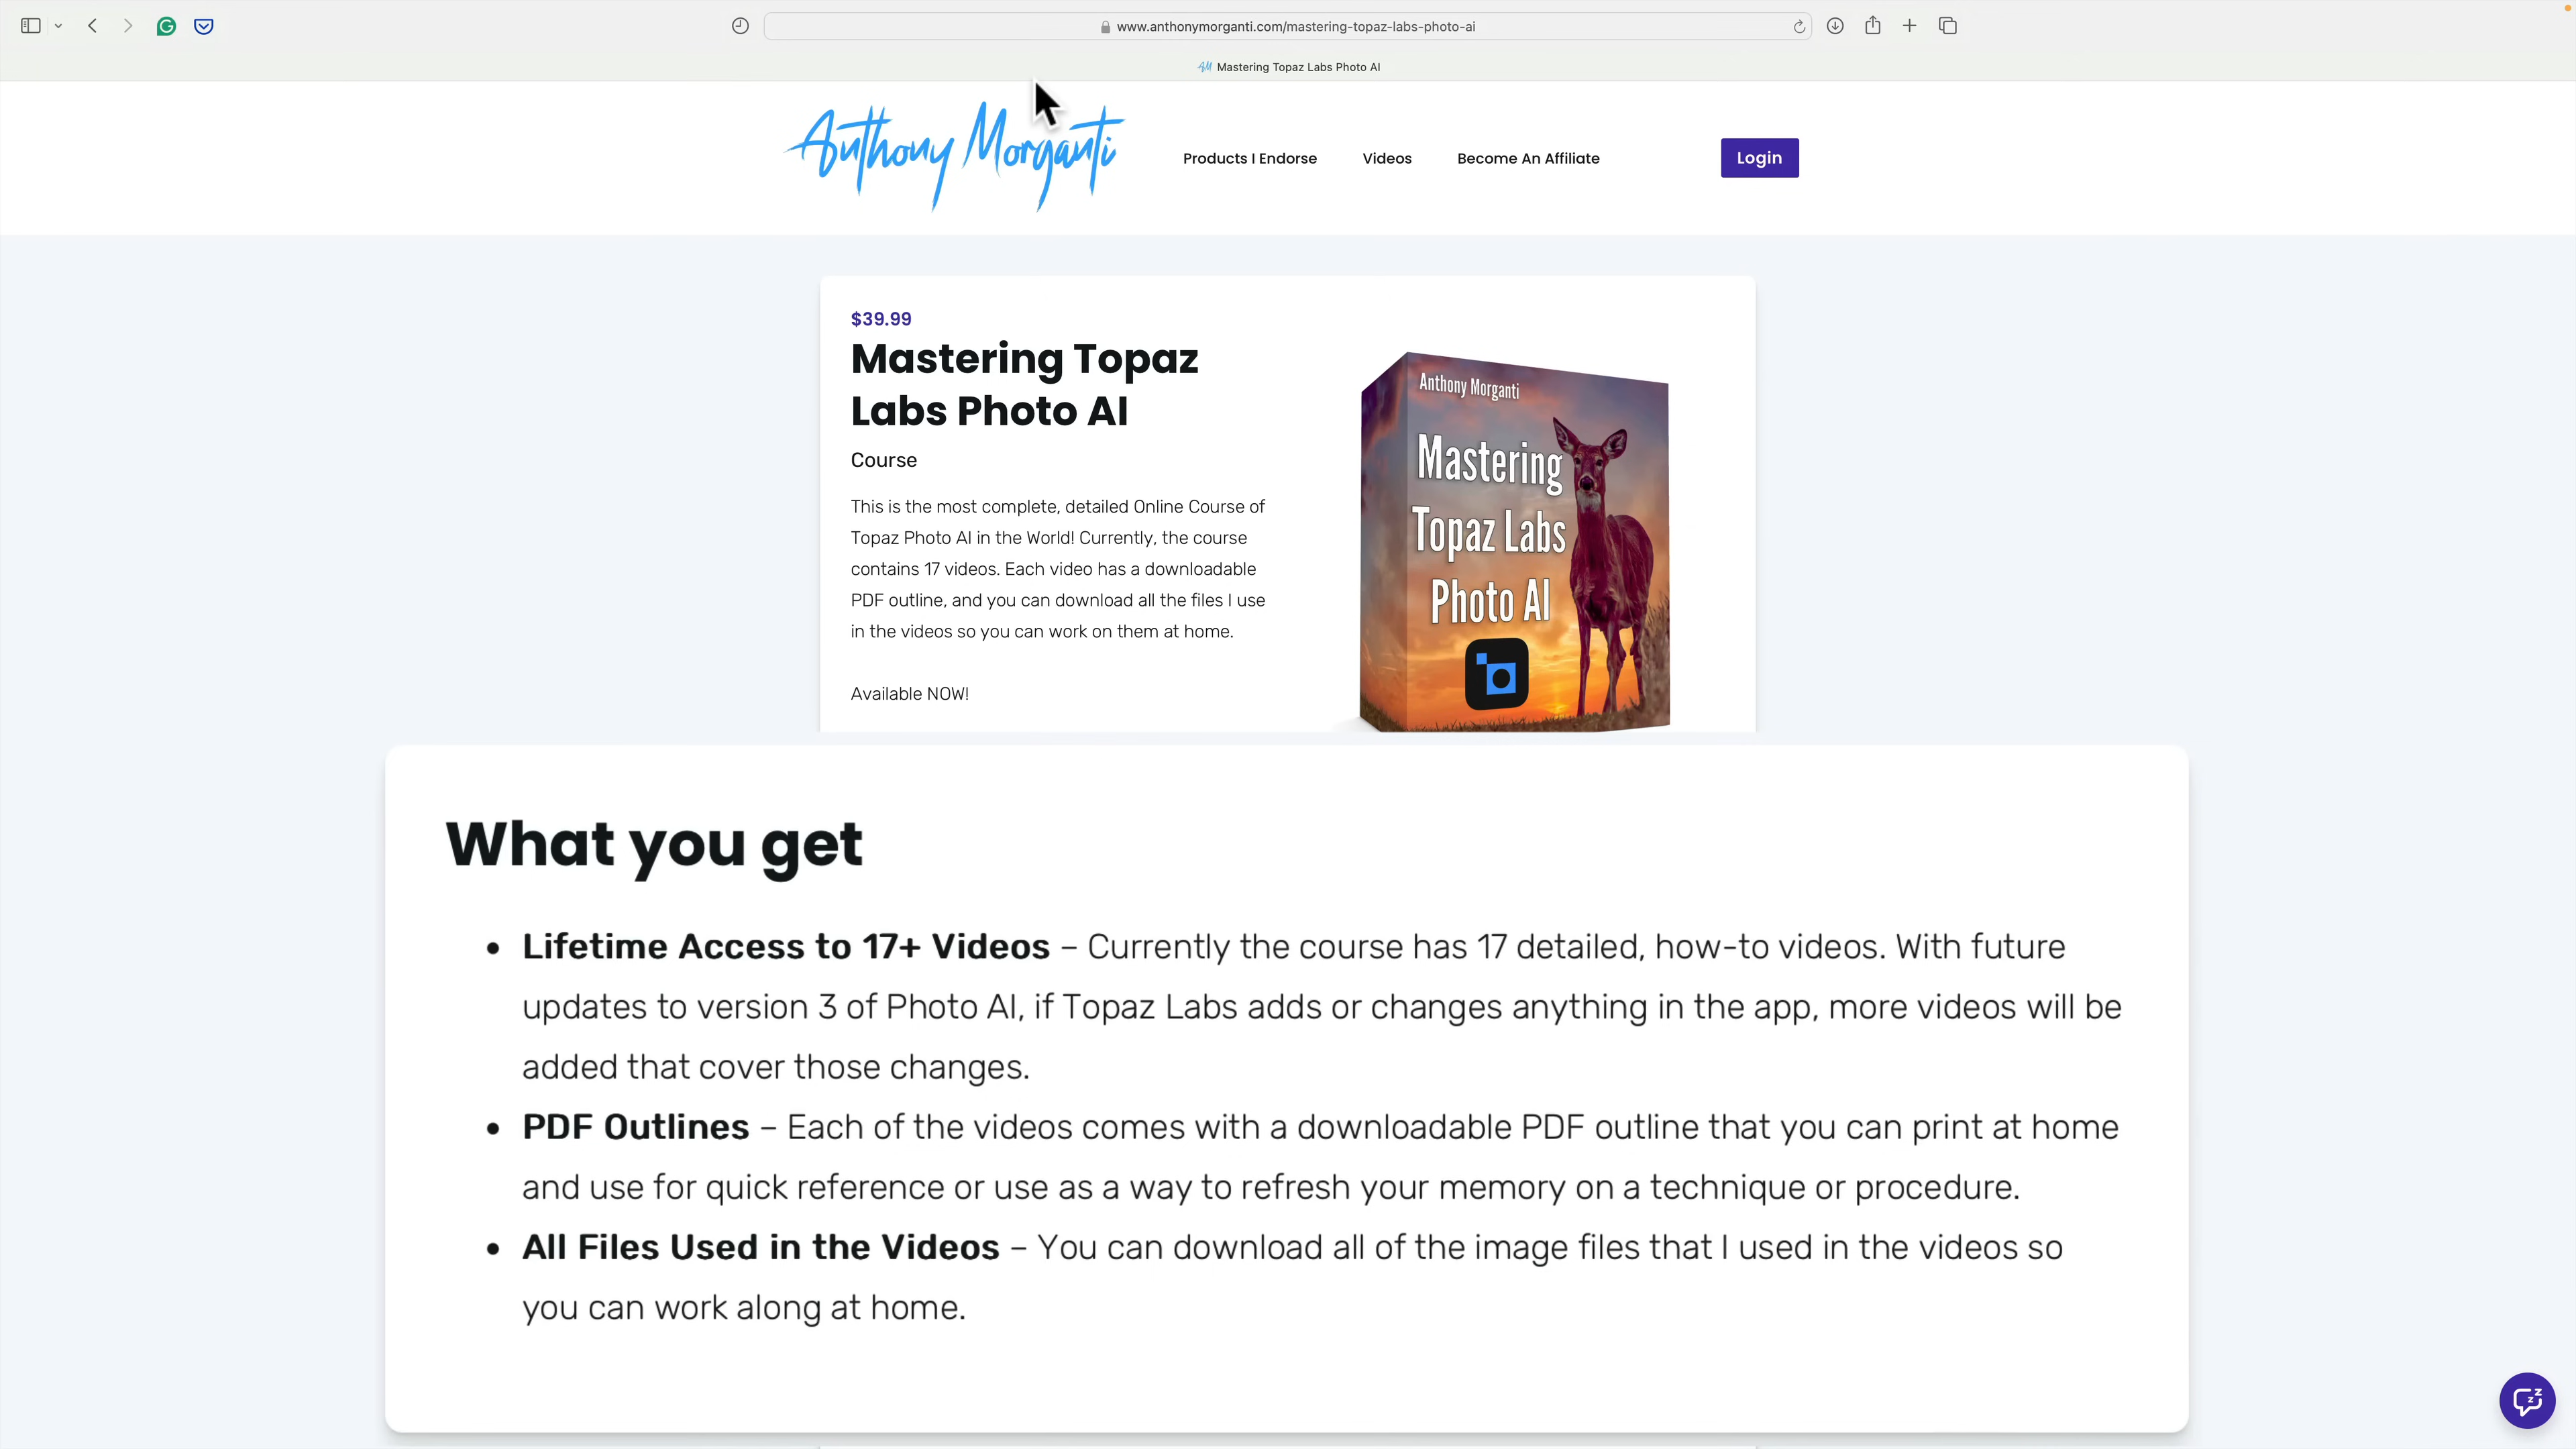 www.anthonymorganti.com/mastering-topaz-labs-photo-ai
AM Mastering Topaz Labs Photo AI
Anthony Morganti
Products I Endorse
Videos
Become An Affiliate
Login
$39.99
Mastering Topaz
Labs Photo AI
Course
This is the most complete, detailed Online Course of
Topaz Photo AI in the World! Currently, the course
contains 17 videos. Each video has a downloadable
PDF outline, and you can download all the files I use
in the videos so you can work on them at home.
Available NOW!
Anthony Morganti
Mastering
Topaz Labs
Photo AI
What you get
• Lifetime Access to 17+ Videos – Currently the course has 17 detailed, how-to videos. With future
updates to version 3 of Photo AI, if Topaz Labs adds or changes anything in the app, more videos will be
added that cover those changes.
• PDF Outlines – Each of the videos comes with a downloadable PDF outline that you can print at home
and use for quick reference or use as a way to refresh your memory on a technique or procedure.
• All Files Used in the Videos – You can download all of the image files that I used in the videos so
you can work along at home.